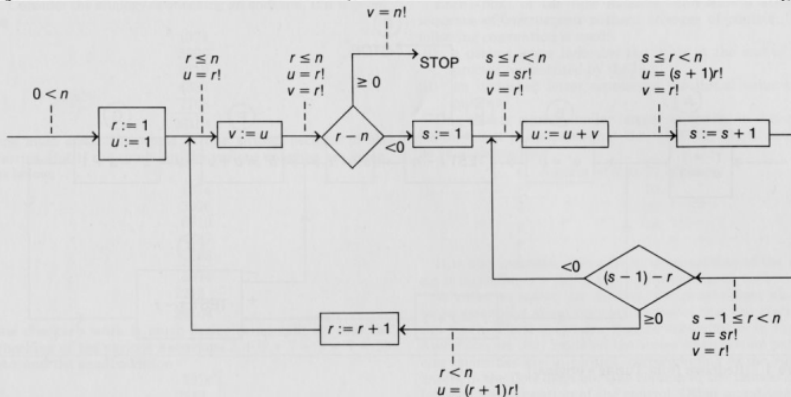 v = n!
STOP
≥ 0
0 < n
r := 1
u := 1
r ≤ n
u = r!
v := u
r ≤ n
u = r!
v = r!
r − n
<0
s := 1
s ≤ r < n
u = sr!
v = r!
u := u + v
s ≤ r < n
u = (s + 1)r!
v = r!
s := s + 1
<0
(s − 1) − r
≥0
s − 1 ≤ r < n
u = sr!
v = r!
r := r + 1
r < n
u = (r + 1)r!